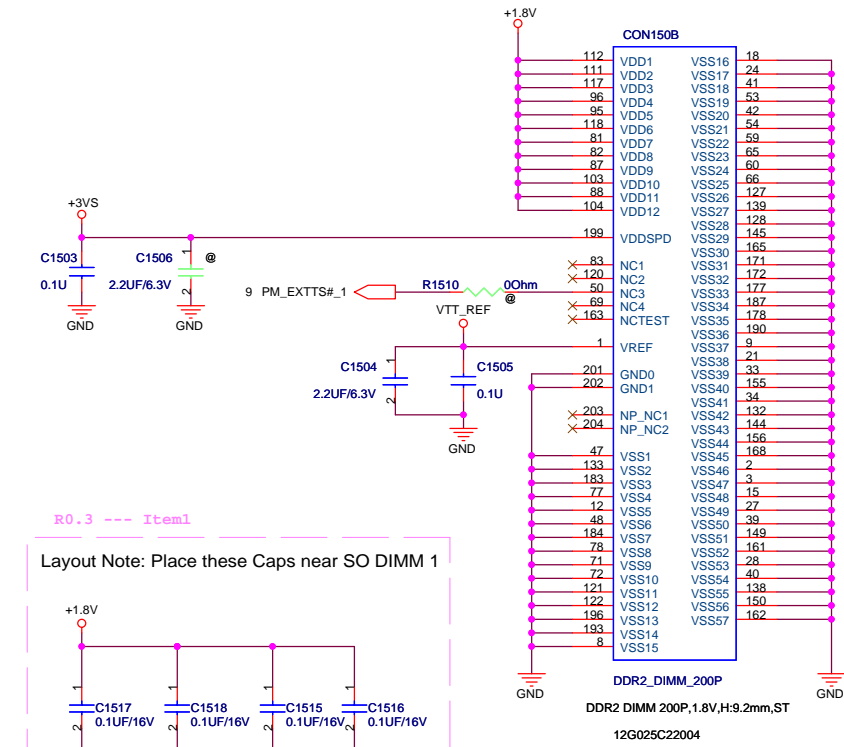 +1.8V
CON150B
112 VDD1 VSS16 18
111 VDD2 VSS17 24
117 VDD3 VSS18 41
96 VDD4 VSS19 53
95 VDD5 VSS20 42
118 VDD6 VSS21 54
81 VDD7 VSS22 59
82 VDD8 VSS23 65
87 VDD9 VSS24 60
103 VDD10 VSS25 66
88 VDD11 VSS26 127
104 VDD12 VSS27 139
VSS28 128
+3VS
199 VDDSPD VSS29 145
VSS30 165
C1503 0.1U
C1506 @ 1 2
2.2UF/6.3V
GND
GND
83 NC1 VSS31 171
120 NC2 VSS32 172
9 PM_EXTTS#_1 R1510 0Ohm @ 50 NC3 VSS33 177
69 NC4 VSS34 187
163 NCTEST VSS35 178
VSS36 190
VTT_REF
1 VREF VSS37 9
VSS38 21
C1504 1 2
2.2UF/6.3V
C1505 0.1U
GND
201 GND0 VSS39 33
202 GND1 VSS40 155
VSS41 34
203 NP_NC1 VSS42 132
204 NP_NC2 VSS43 144
VSS44 156
47 VSS1 VSS45 168
133 VSS2 VSS46 2
183 VSS3 VSS47 3
77 VSS4 VSS48 15
12 VSS5 VSS49 27
48 VSS6 VSS50 39
184 VSS7 VSS51 149
78 VSS8 VSS52 161
71 VSS9 VSS53 28
72 VSS10 VSS54 40
121 VSS11 VSS55 138
122 VSS12 VSS56 150
196 VSS13 VSS57 162
193 VSS14
8 VSS15
GND
GND
DDR2_DIMM_200P
DDR2 DIMM 200P,1.8V,H:9.2mm,ST
12G025C22004
R0.3 --- Item1
Layout Note: Place these Caps near SO DIMM 1
+1.8V
1 1 1 1
C1517 C1518 C1515 C1516
0.1UF/16V 0.1UF/16V 0.1UF/16V 0.1UF/16V
2 2 2 2